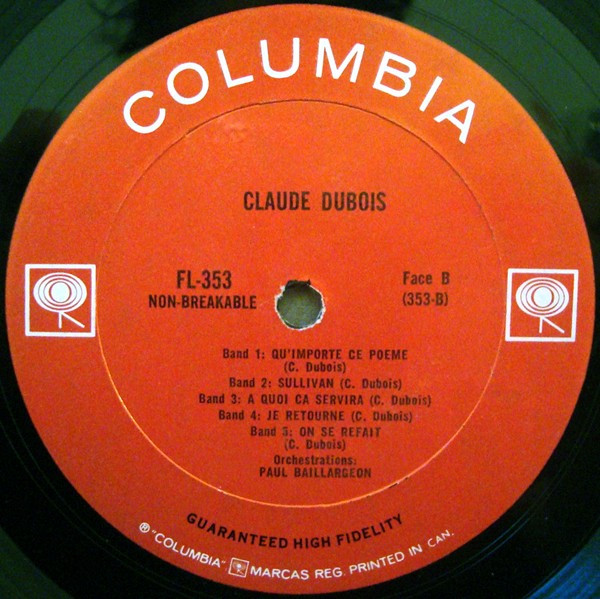 COLUMBIA
CLAUDE DUBOIS
FL-353
NON-BREAKABLE
Face B
(353-B)
Band 1: QU'IMPORTE CE POEME
(C. Dubois)
Band 2: SULLIVAN (C. Dubois)
Band 3: A QUOI CA SERVIRA (C. Dubois)
Band 4: JE RETOURNE (C. Dubois)
Band 5: ON SE REFAIT
(C. Dubois)
Orchestrations:
PAUL BAILLARGEON
GUARANTEED HIGH FIDELITY
® "COLUMBIA", MARCAS REG. PRINTED IN CAN.